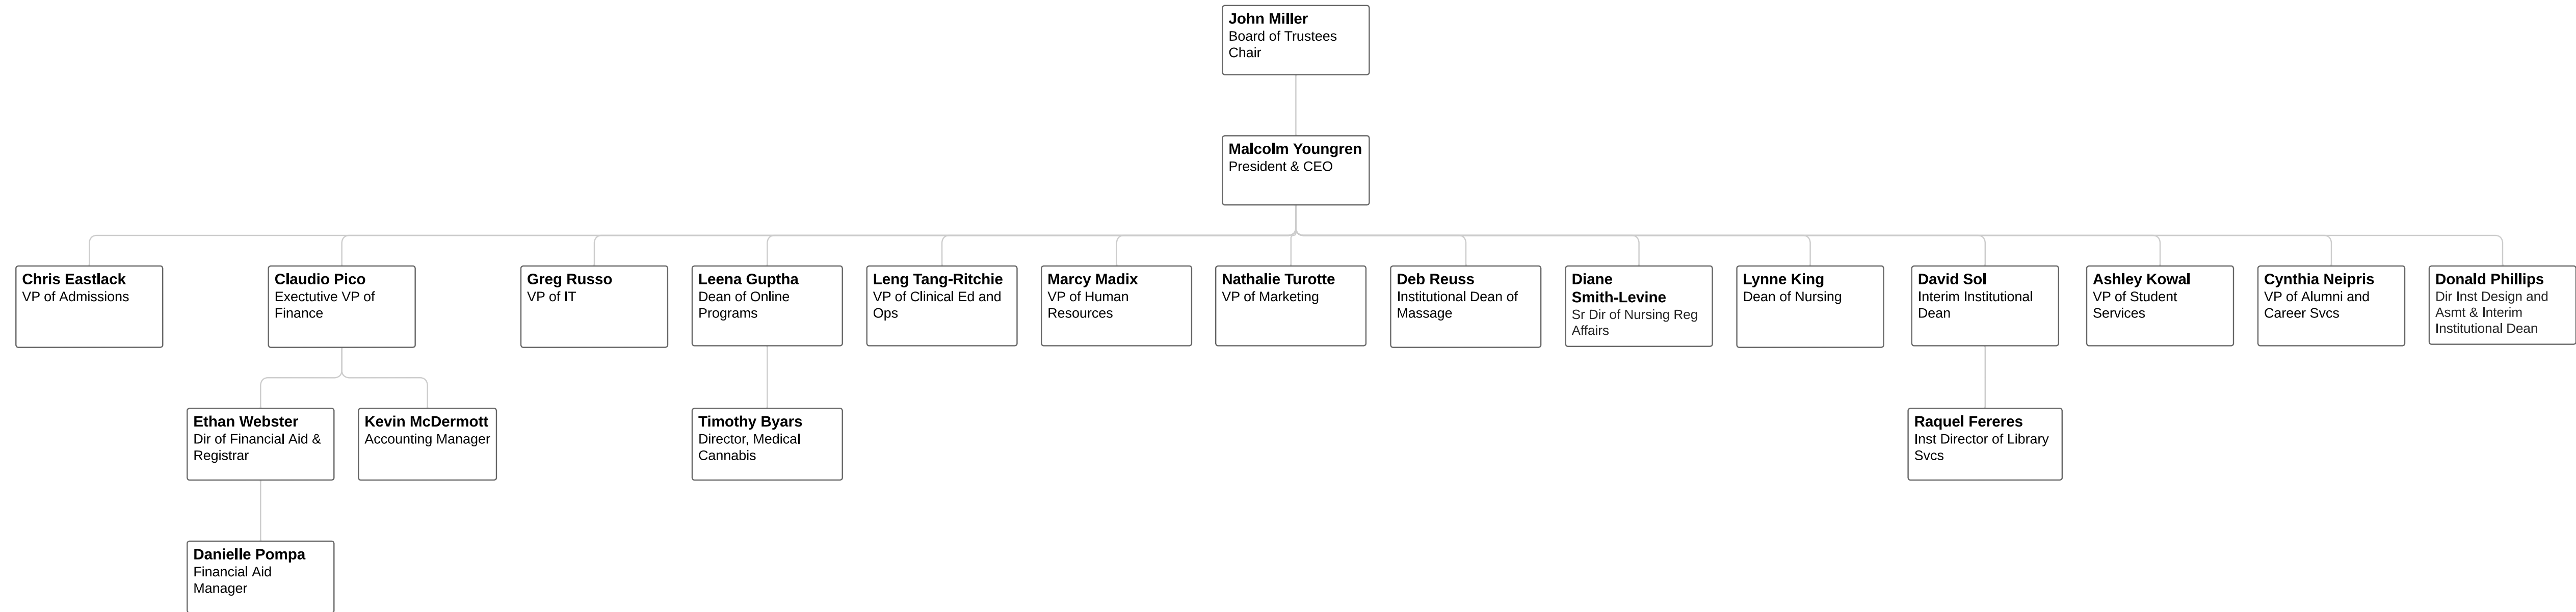 John Miller
Board of Trustees
Chair
Malcolm Youngren
President & CEO
Chris Eastlack
VP of Admissions
Claudio Pico
Exectutive VP of
Finance
Greg Russo
VP of IT
Leena Guptha
Dean of Online
Programs
Leng Tang-Ritchie
VP of Clinical Ed and
Ops
Marcy Madix
VP of Human
Resources
Nathalie Turotte
VP of Marketing
Deb Reuss
Institutional Dean of
Massage
Diane
Smith-Levine
Sr Dir of Nursing Reg
Affairs
Lynne King
Dean of Nursing
David Sol
Interim Institutional
Dean
Ashley Kowal
VP of Student
Services
Cynthia Neipris
VP of Alumni and
Career Svcs
Donald Phillips
Dir Inst Design and
Asmt & Interim
Institutional Dean
Ethan Webster
Dir of Financial Aid &
Registrar
Kevin McDermott
Accounting Manager
Timothy Byars
Director, Medical
Cannabis
Raquel Fereres
Inst Director of Library
Svcs
Danielle Pompa
Financial Aid
Manager